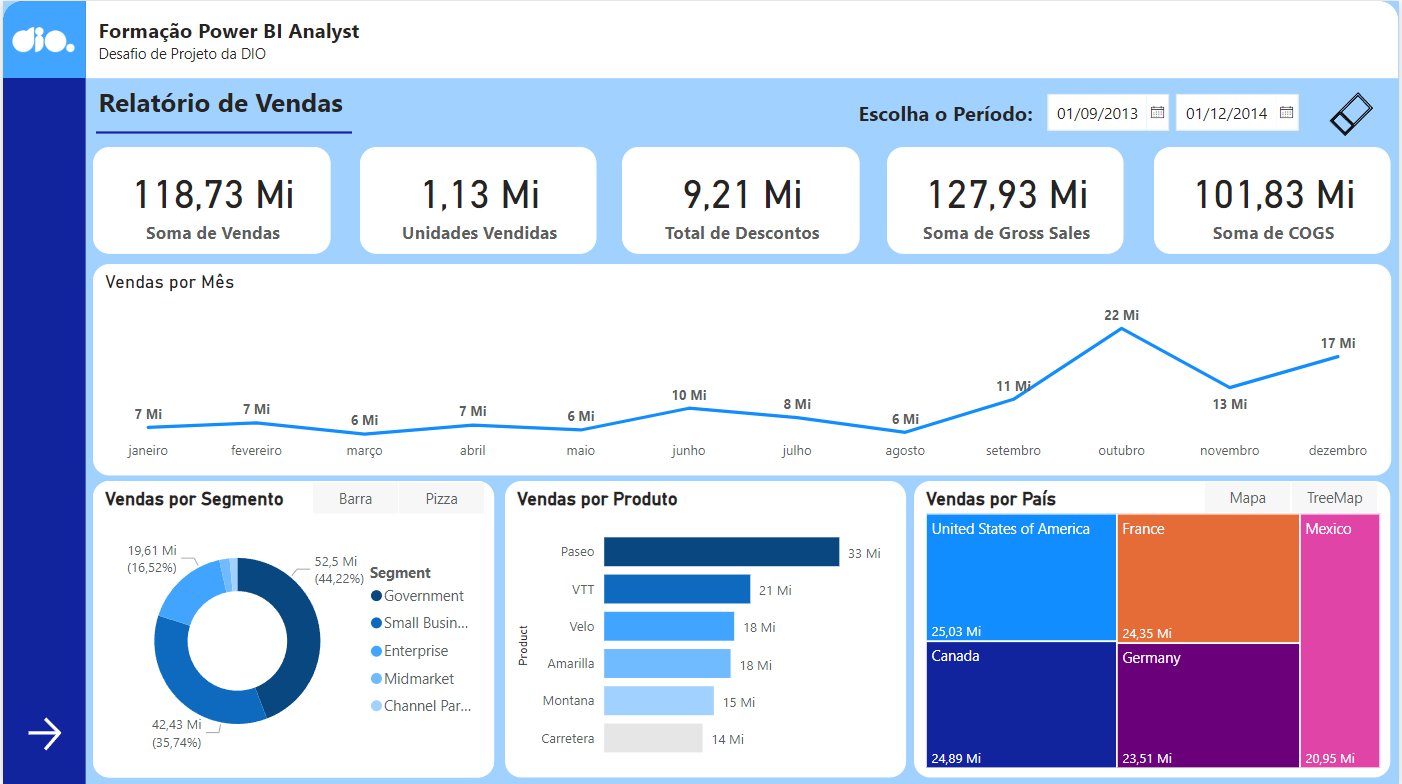 dio.
Formação Power BI Analyst
Desafio de Projeto da DIO
Relatório de Vendas
Escolha o Período:
01/09/2013
01/12/2014
118,73 Mi
Soma de Vendas
1,13 Mi
Unidades Vendidas
9,21 Mi
Total de Descontos
127,93 Mi
Soma de Gross Sales
101,83 Mi
Soma de COGS
Vendas por Mês
7 Mi
7 Mi
6 Mi
7 Mi
6 Mi
10 Mi
8 Mi
6 Mi
11 Mi
22 Mi
13 Mi
17 Mi
janeiro
fevereiro
março
abril
maio
junho
julho
agosto
setembro
outubro
novembro
dezembro
Vendas por Segmento
Barra
Pizza
19,61 Mi
(16,52%)
52,5 Mi
(44,22%)
42,43 Mi
(35,74%)
Segment
Government
Small Busin...
Enterprise
Midmarket
Channel Par...
Vendas por Produto
Product
Paseo
33 Mi
VTT
21 Mi
Velo
18 Mi
Amarilla
18 Mi
Montana
15 Mi
Carretera
14 Mi
Vendas por País
Mapa
TreeMap
United States of America
25,03 Mi
France
24,35 Mi
Mexico
20,95 Mi
Canada
24,89 Mi
Germany
23,51 Mi